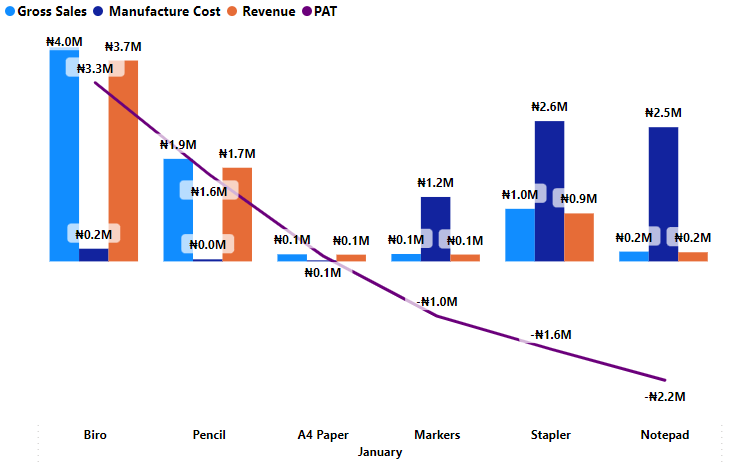 Gross Sales Manufacture Cost Revenue PAT
₦4.0M
₦3.7M
₦3.3M
₦0.2M
₦1.9M
₦1.7M
₦1.6M
₦0.0M
₦0.1M
₦0.1M
₦0.1M
₦1.2M
₦0.1M
₦0.1M
-₦1.0M
₦2.6M
₦1.0M
₦0.9M
-₦1.6M
₦2.5M
₦0.2M
₦0.2M
-₦2.2M
Biro Pencil A4 Paper Markers Stapler Notepad
January